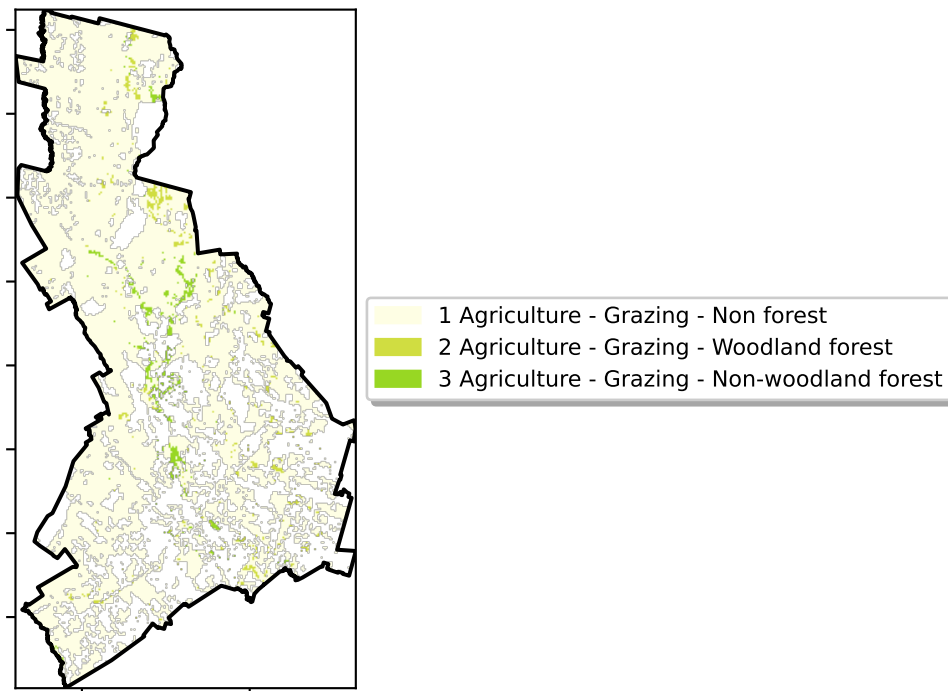 1 Agriculture - Grazing - Non forest
2 Agriculture - Grazing - Woodland forest
3 Agriculture - Grazing - Non-woodland forest